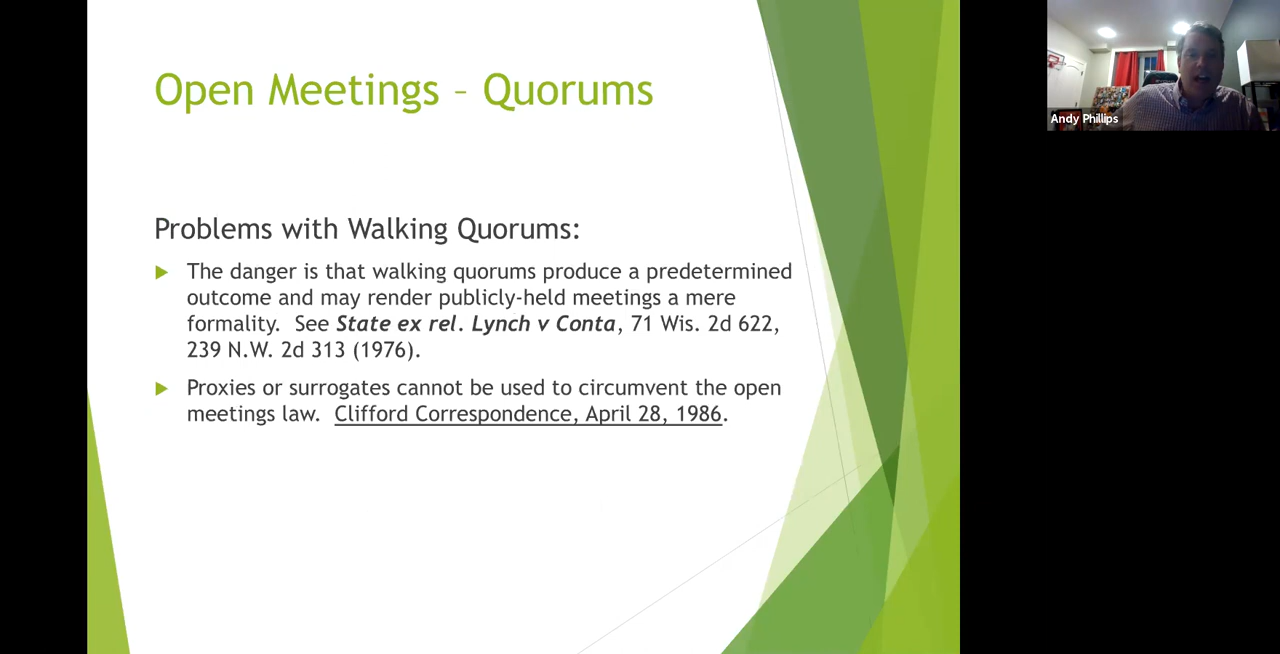 Open Meetings – Quorums
Andy Phillips
Problems with Walking Quorums:
The danger is that walking quorums produce a predetermined
outcome and may render publicly-held meetings a mere
formality. See State ex rel. Lynch v Conta, 71 Wis. 2d 622,
239 N.W. 2d 313 (1976).
Proxies or surrogates cannot be used to circumvent the open
meetings law. Clifford Correspondence, April 28, 1986.